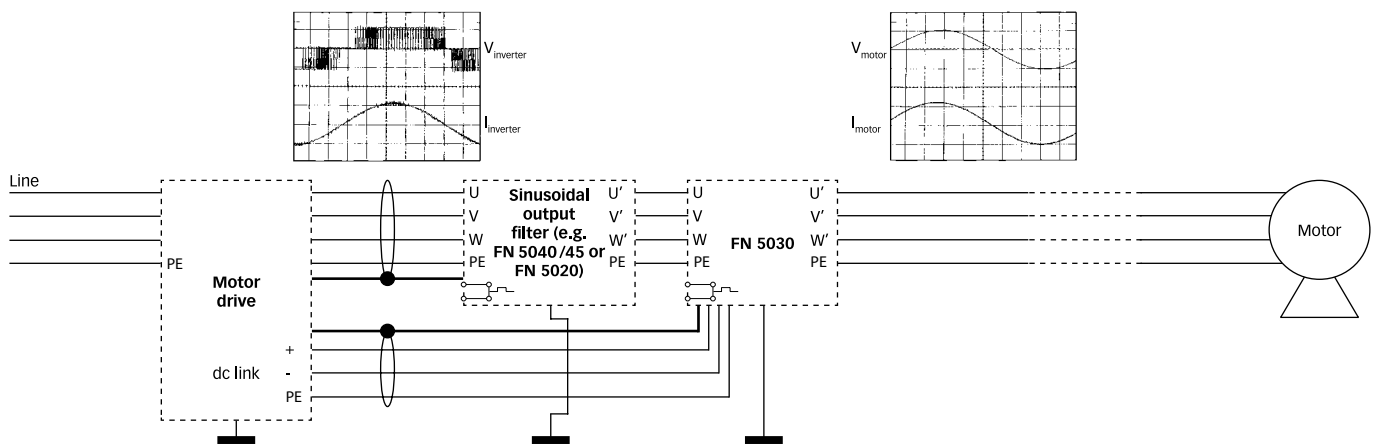 V inverter
I inverter
V motor
I motor
Line
PE
Motor
drive
+
dc link -
PE
U
V
W
PE
Sinusoidal
output
filter (e.g.
FN 5040/45 or
FN 5020)
U'
V'
W'
PE
U
V
W
PE
FN 5030
U'
V'
W'
PE
Motor